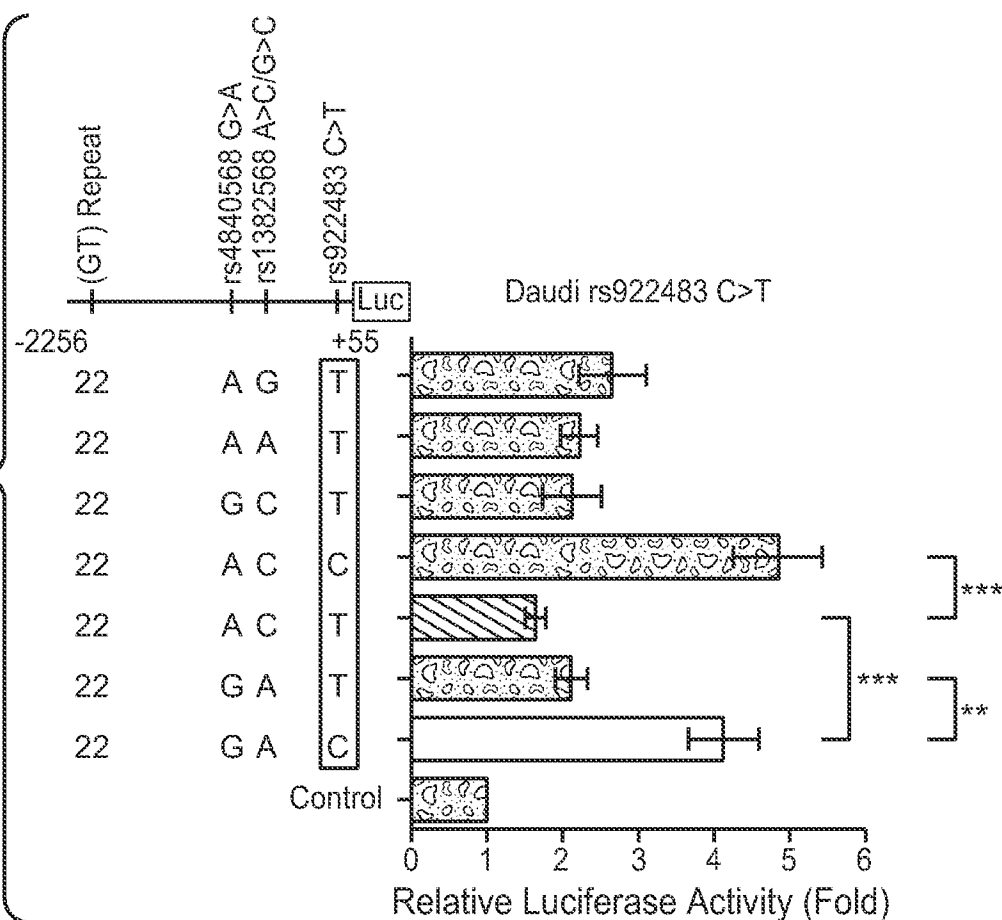 (GT) Repeat
rs4840568 G>A
rs1382568 A>C/G>C
rs922483 C>T
Luc
Daudi rs922483 C>T
-2256 +55
22 A G T
22 A A T
22 G C T
22 A C C
***
22 A C T
22 G A T
***
**
22 G A C
Control
0 1 2 3 4 5 6
Relative Luciferase Activity (Fold)